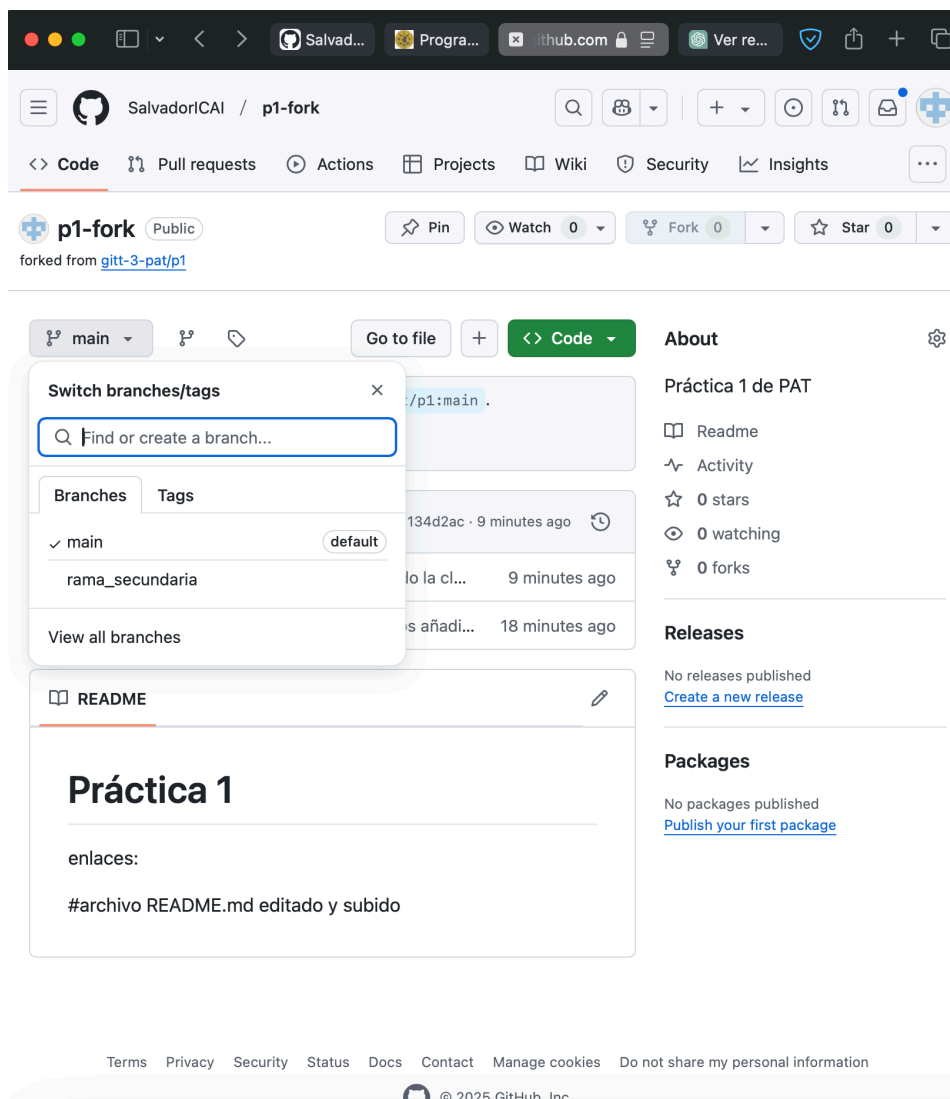 Salvad...
Progra...
github.com
Ver re...
SalvadorICAI / p1-fork
Code
Pull requests
Actions
Projects
Wiki
Security
Insights
p1-fork
Public
Pin
Watch 0
Fork 0
Star 0
forked from gitt-3-pat/p1
main
Go to file
Code
About
Switch branches/tags
Práctica 1 de PAT
/p1:main .
Find or create a branch...
Readme
Activity
Branches
Tags
0 stars
134d2ac · 9 minutes ago
0 watching
main
default
0 forks
rama_secundaria
do la cl...
9 minutes ago
s añadi...
18 minutes ago
View all branches
Releases
No releases published
Create a new release
README
Packages
Práctica 1
No packages published
Publish your first package
enlaces:
#archivo README.md editado y subido
Terms
Privacy
Security
Status
Docs
Contact
Manage cookies
Do not share my personal information
© 2025 GitHub, Inc.